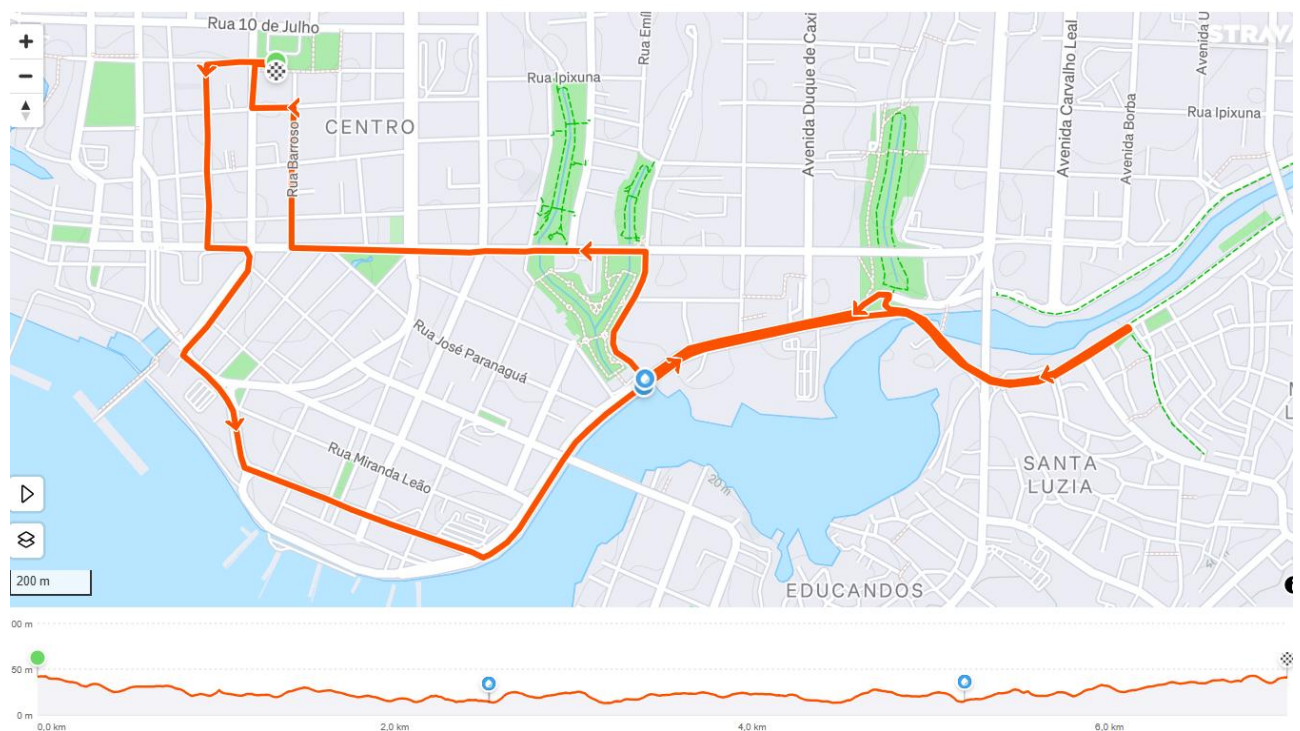 Rua 10 de Julho
STRAVA
Rua Emíl
Rua Ipixuna
Avenida Duque de Caxi
Avenida Carvalho Leal
Avenida Borba
Avenida U
Rua Ipixuna
CENTRO
Rua Barroso
Rua José Paranaguá
Rua Miranda Leão
SANTA
LUZIA
20 m
EDUCANDOS
200 m
00 m
50 m
0 m
0,0 km
2,0 km
4,0 km
6,0 km